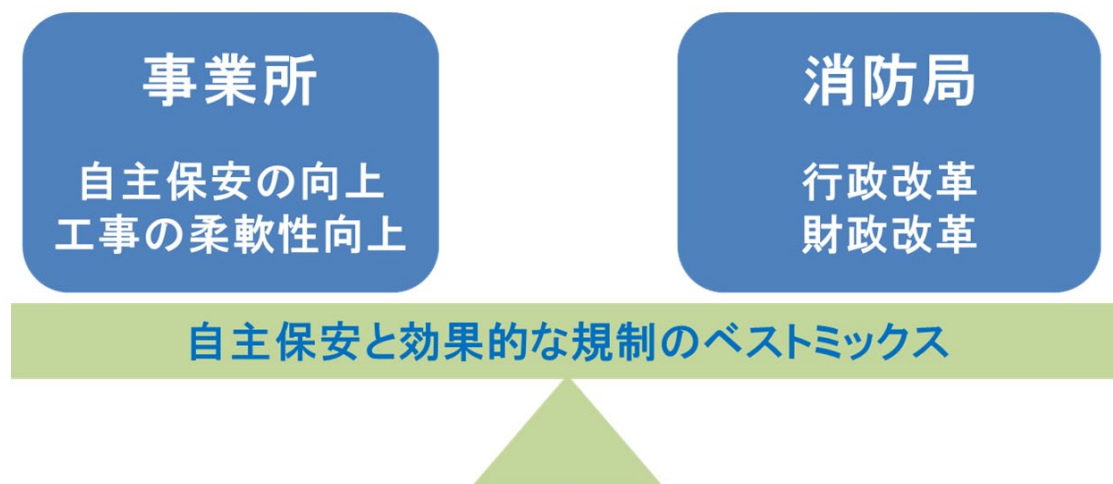 事業所
自主保安の向上
工事の柔軟性向上
消防局
行政改革
財政改革
自主保安と効果的な規制のベストミックス